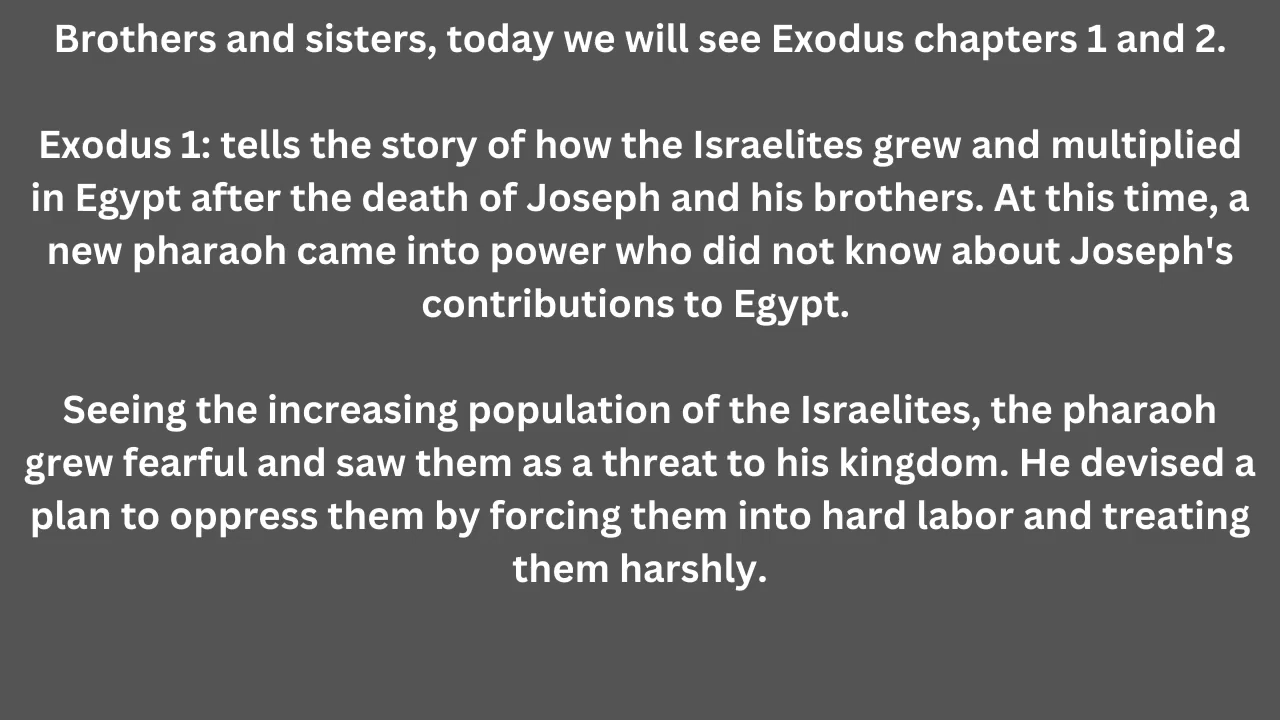 Brothers and sisters, today we will see Exodus chapters 1 and 2.
Exodus 1: tells the story of how the Israelites grew and multiplied
in Egypt after the death of Joseph and his brothers. At this time, a
new pharaoh came into power who did not know about Joseph's
contributions to Egypt.
Seeing the increasing population of the Israelites, the pharaoh
grew fearful and saw them as a threat to his kingdom. He devised a
plan to oppress them by forcing them into hard labor and treating
them harshly.